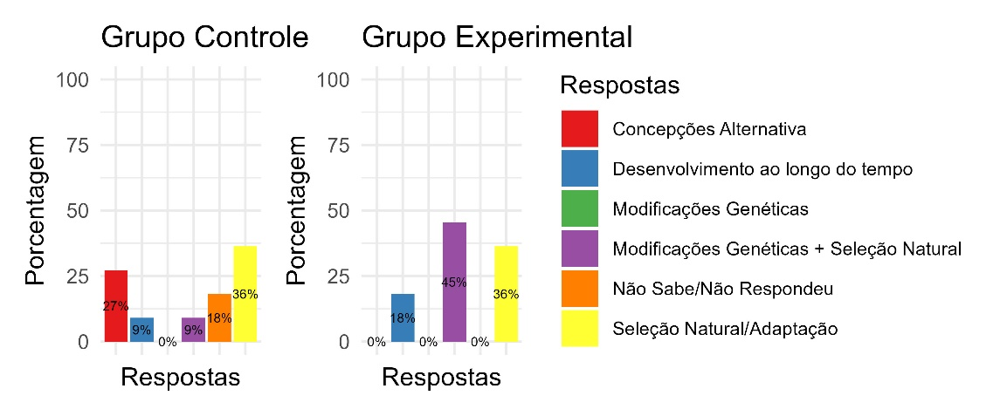 Grupo Controle
Grupo Experimental
100
75
50
25
0
Porcentagem
27%
9%
0%
9%
18%
36%
Respostas
100
75
50
25
0
Porcentagem
0%
18%
0%
45%
0%
36%
Respostas
Respostas
Concepções Alternativa
Desenvolvimento ao longo do tempo
Modificações Genéticas
Modificações Genéticas + Seleção Natural
Não Sabe/Não Respondeu
Seleção Natural/Adaptação